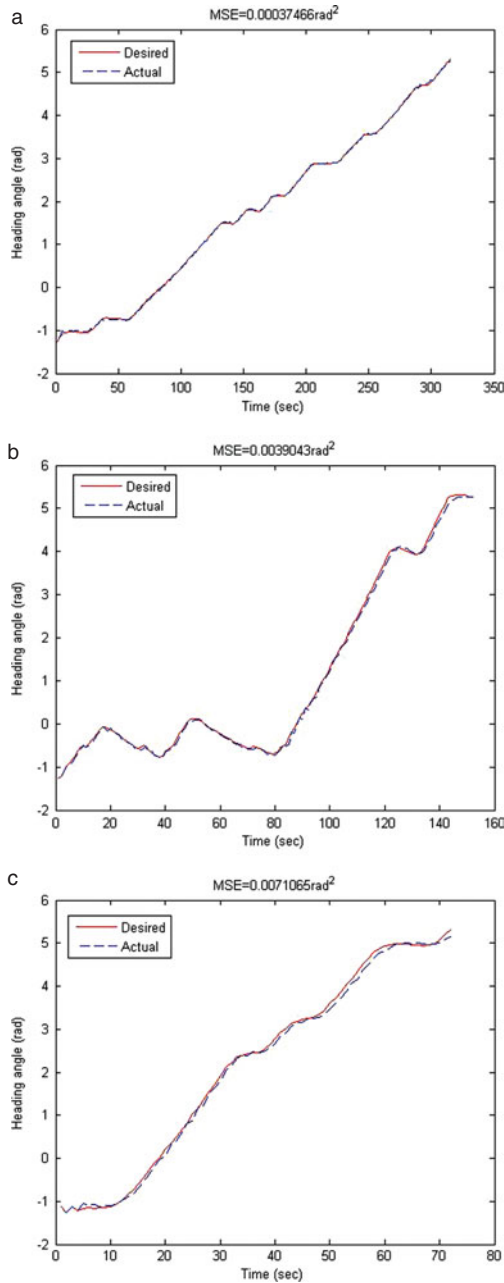 a
MSE=0.00037466rad²
Desired
Actual
6
5
4
3
2
1
0
-1
-2
Heading angle (rad)
0 50 100 150 200 250 300 350
Time (sec)
b
MSE=0.0039043rad²
Desired
Actual
6
5
4
3
2
1
0
-1
-2
Heading angle (rad)
0 20 40 60 80 100 120 140 160
Time (sec)
c
MSE=0.0071065rad²
Desired
Actual
6
5
4
3
2
1
0
-1
-2
Heading angle (rad)
0 10 20 30 40 50 60 70 80
Time (sec)